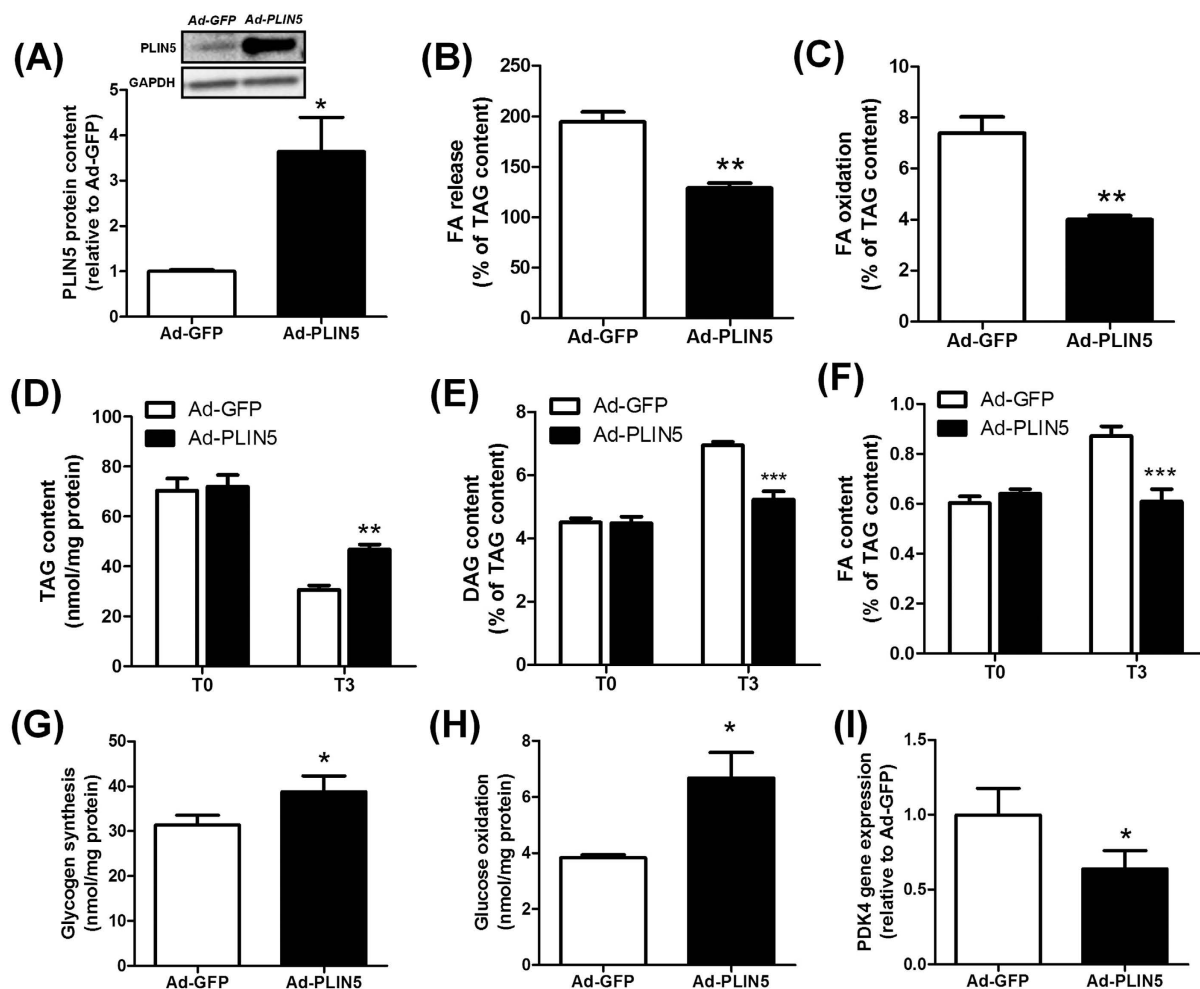 (A)
Ad-GFP Ad-PLIN5
PLIN5
GAPDH
PLIN5 protein content
(relative to Ad-GFP)
5
4
3
2
1
0
*
Ad-GFP Ad-PLIN5
(B)
FA release
(% of TAG content)
250
200
150
100
50
0
**
Ad-GFP Ad-PLIN5
(C)
FA oxidation
(% of TAG content)
10
8
6
4
2
0
**
Ad-GFP Ad-PLIN5
(D)
Ad-GFP
Ad-PLIN5
TAG content
(nmol/mg protein)
100
80
60
40
20
0
**
T0 T3
(E)
Ad-GFP
Ad-PLIN5
DAG content
(% of TAG content)
8
6
4
2
0
***
T0 T3
(F)
Ad-GFP
Ad-PLIN5
FA content
(% of TAG content)
1.0
0.8
0.6
0.4
0.2
0.0
***
T0 T3
(G)
Glycogen synthesis
(nmol/mg protein)
50
40
30
20
10
0
*
Ad-GFP Ad-PLIN5
(H)
Glucose oxidation
(nmol/mg protein)
8
6
4
2
0
*
Ad-GFP Ad-PLIN5
(I)
PDK4 gene expression
(relative to Ad-GFP)
1.5
1.0
0.5
0.0
*
Ad-GFP Ad-PLIN5